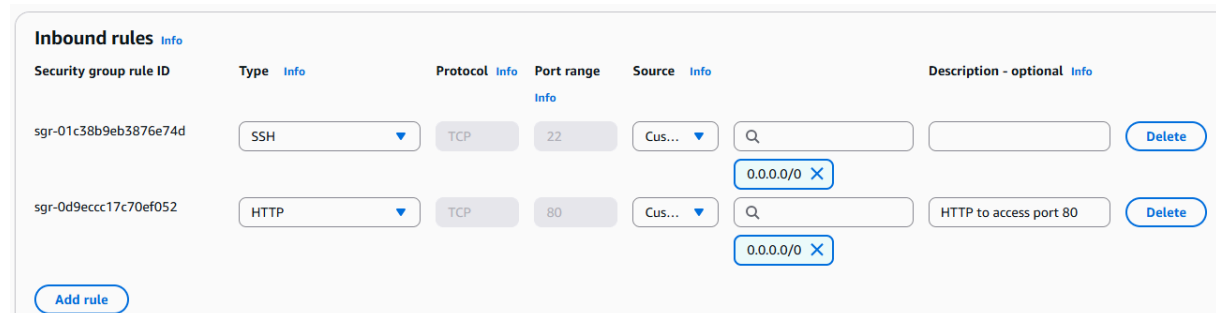 Inbound rules Info
Security group rule ID Type Info Protocol Info Port range Info Source Info Description - optional Info
sgr-01c38b9eb3876e74d SSH TCP 22 Cus... Delete
0.0.0.0/0
sgr-0d9eccc17c70ef052 HTTP TCP 80 Cus... HTTP to access port 80 Delete
0.0.0.0/0
Add rule